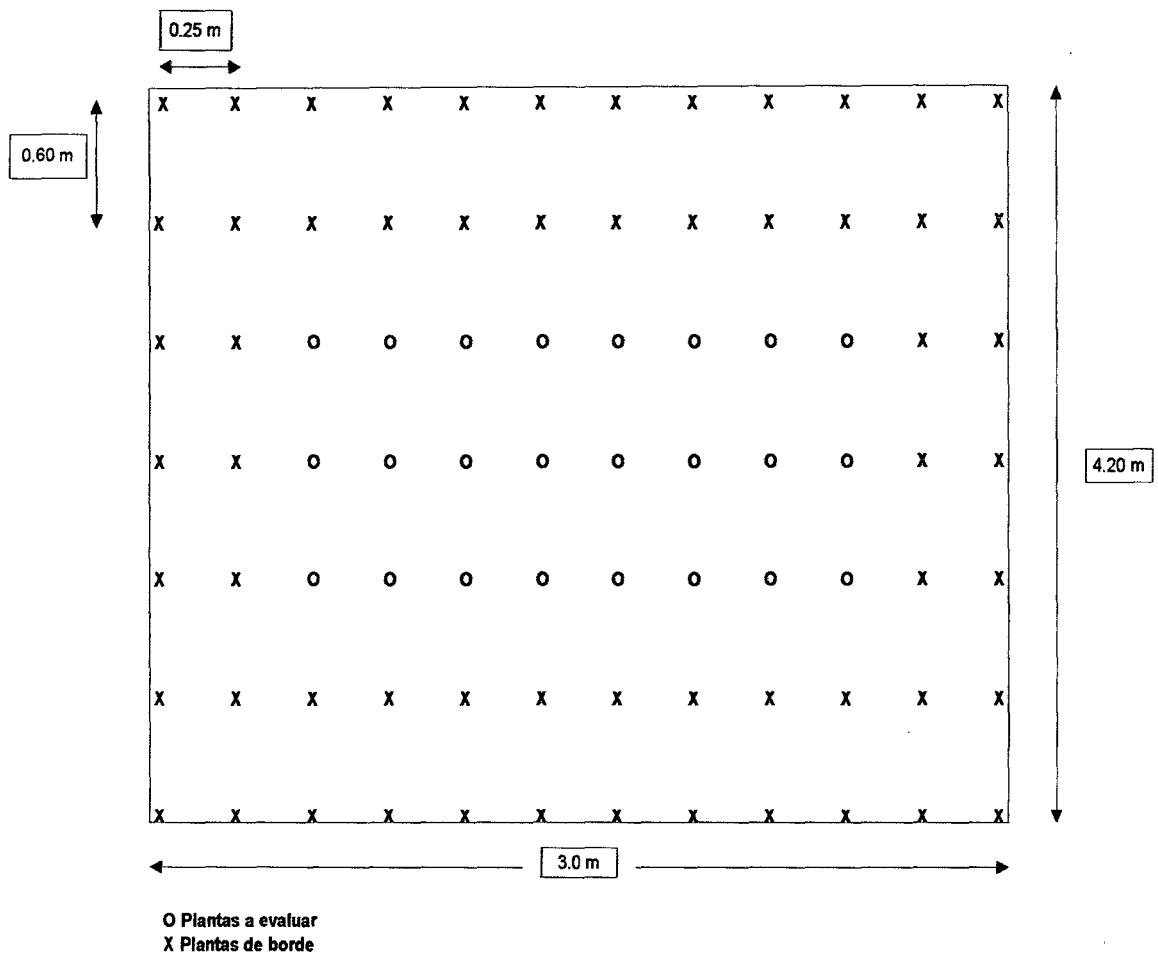 0.25 m
X X X X X X X X X X X X
0.60 m
X X X X X X X X X X X X
X X O O O O O O O O X X
X X O O O O O O O O X X
4.20 m
X X O O O O O O O O X X
X X X X X X X X X X X X
X X X X X X X X X X X X
3.0 m
O Plantas a evaluar
X Plantas de borde